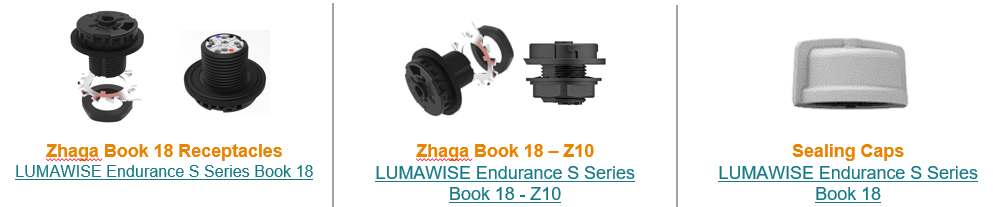 Zhaga Book 18 Receptacles
LUMAWISE Endurance S Series Book 18
Zhaga Book 18 – Z10
LUMAWISE Endurance S Series
Book 18 - Z10
Sealing Caps
LUMAWISE Endurance S Series
Book 18